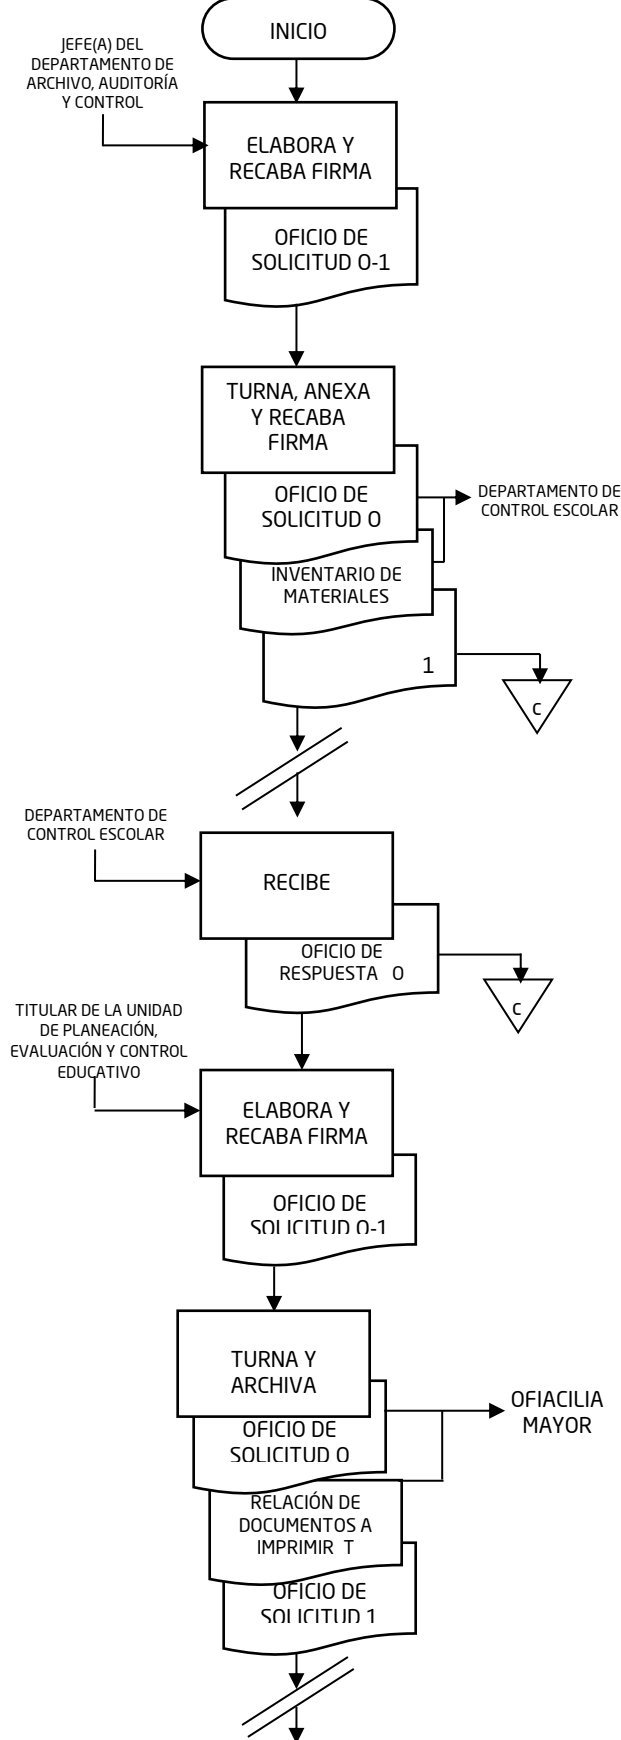 INICIO
JEFE(A) DEL
DEPARTAMENTO DE
ARCHIVO, AUDITORÍA
Y CONTROL
ELABORA Y
RECABA FIRMA
OFICIO DE
SOLICITUD O-1
TURNA, ANEXA
Y RECABA
FIRMA
OFICIO DE
SOLICITUD O
DEPARTAMENTO DE
CONTROL ESCOLAR
INVENTARIO DE
MATERIALES
1
C
DEPARTAMENTO DE
CONTROL ESCOLAR
RECIBE
OFICIO DE
RESPUESTA O
C
TITULAR DE LA UNIDAD
DE PLANEACIÓN,
EVALUACIÓN Y CONTROL
EDUCATIVO
ELABORA Y
RECABA FIRMA
OFICIO DE
SOLICITUD O-1
TURNA Y
ARCHIVA
OFICIO DE
SOLICITUD O
OFIACILIA
MAYOR
RELACIÓN DE
DOCUMENTOS A
IMPRIMIR T
OFICIO DE
SOLICITUD 1